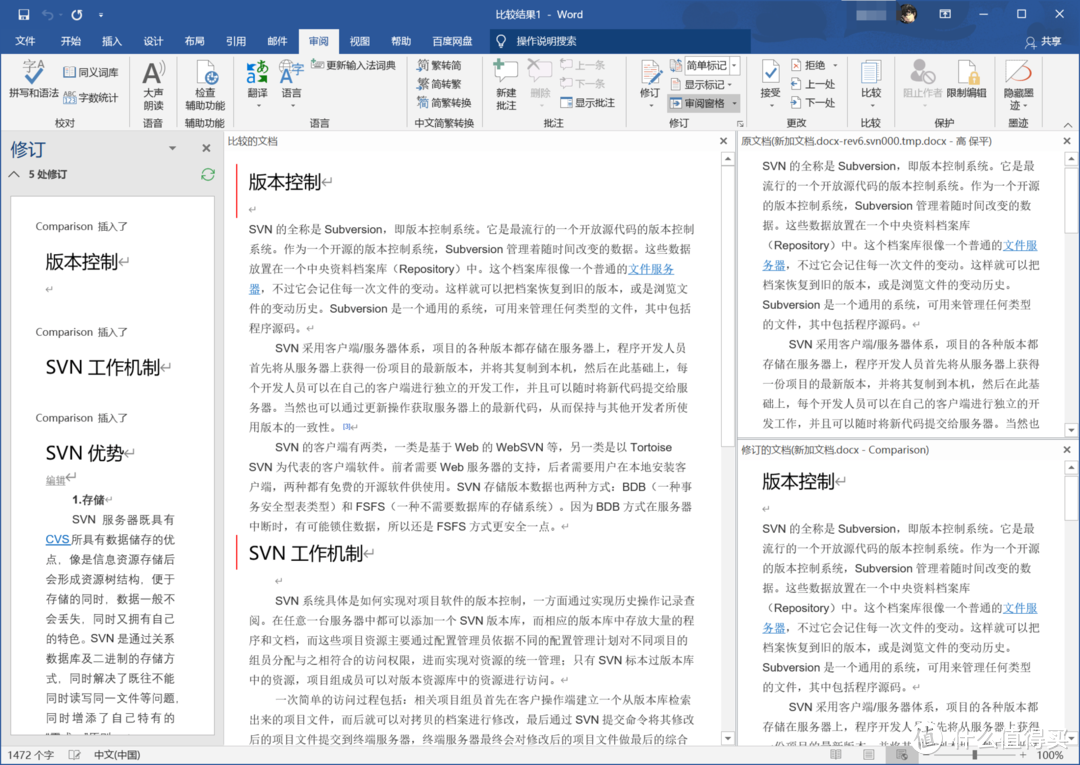 比较结果1 - Word
文件 开始 插入 设计 布局 引用 邮件 审阅 视图 帮助 百度网盘 操作说明搜索 共享
拼写和语法
同义词库
字数统计
校对
大声
朗读
语音
检查
辅助功能
辅助功能
翻译
语言
更新输入法词典
语言
繁转简
简转繁
简繁转换
中文简繁转换
新建
批注
删除
上一条
下一条
显示批注
批注
修订
简单标记
显示标记
审阅窗格
修订
接受
拒绝
上一处
下一处
更改
比较
比较
阻止作者
限制编辑
保护
隐藏墨
迹
墨迹
修订
5 处修订
Comparison 插入了
版本控制
Comparison 插入了
SVN 工作机制
Comparison 插入了
SVN 优势
编辑
1.存储
SVN 服务器既具有
CVS所具有数据储存的优
点，像是信息资源存储后
会形成资源树结构，便于
存储的同时，数据一般不
会丢失，同时又拥有自己
的特色。SVN 是通过关系
数据库及二进制的存储方
式，同时解决了既往不能
同时读写同一文件等问题，
同时增添了自己特有的
比较的文档
版本控制
SVN 的全称是 Subversion，即版本控制系统。它是最流行的一个开放源代码的版本控制
系统。作为一个开源的版本控制系统，Subversion 管理着随时间改变的数据。这些数据
放置在一个中央资料档案库（Repository）中。这个档案库很像一个普通的文件服务
器，不过它会记住每一次文件的变动。这样就可以把档案恢复到旧的版本，或是浏览文
件的变动历史。Subversion 是一个通用的系统，可用来管理任何类型的文件，其中包括
程序源码。
SVN 采用客户端/服务器体系，项目的各种版本都存储在服务器上，程序开发人员
首先将从服务器上获得一份项目的最新版本，并将其复制到本机，然后在此基础上，每
个开发人员可以在自己的客户端进行独立的开发工作，并且可以随时将新代码提交给服
务器。当然也可以通过更新操作获取服务器上的最新代码，从而保持与其他开发者所使
用版本的一致性。
SVN 的客户端有两类，一类是基于 Web 的 WebSVN 等，另一类是以 Tortoise
SVN 为代表的客户端软件。前者需要 Web 服务器的支持，后者需要用户在本地安装客
户端，两种都有免费的开源软件供使用。SVN 存储版本数据也两种方式：BDB（一种事
务安全型表类型）和 FSFS（一种不需要数据库的存储系统）。因为 BDB 方式在服务器
中断时，有可能锁住数据，所以还是 FSFS 方式更安全一点。
SVN 工作机制
SVN 系统具体是如何实现对项目软件的版本控制，一方面通过实现历史操作记录查
阅。在任意一台服务器中都可以添加一个 SVN 版本库，而相应的版本库中存放大量的程
序和文档，而这些项目资源主要通过配置管理员依据不同的配置管理计划对不同项目的
组员分配与之相符合的访问权限，进而实现对资源的统一管理；只有 SVN 标本过版本库
中的资源，项目组成员可以对版本资源库中的资源进行访问。
一次简单的访问过程包括：相关项目组员首先在客户操作端建立一个从版本库检索
出来的项目文件，而后就可以对拷贝的档案进行修改，最后通过 SVN 提交命令将其修改
后的项目文件提交到终端服务器，终端服务器最终会对修改后的项目文件做最后的综合
原文档(新加文档.docx-rev6.svn000.tmp.docx - 高 保平)
SVN 的全称是 Subversion，即版本控制系统。它是最
流行的一个开放源代码的版本控制系统。作为一个开源
的版本控制系统，Subversion 管理着随时间改变的数
据。这些数据放置在一个中央资料档案库
（Repository）中。这个档案库很像一个普通的文件服
务器，不过它会记住每一次文件的变动。这样就可以把
档案恢复到旧的版本，或是浏览文件的变动历史。
Subversion 是一个通用的系统，可用来管理任何类型
的文件，其中包括程序源码。
SVN 采用客户端/服务器体系，项目的各种版本都
存储在服务器上，程序开发人员首先将从服务器上获得
一份项目的最新版本，并将其复制到本机，然后在此基
础上，每个开发人员可以在自己的客户端进行独立的开
发工作，并且可以随时将新代码提交给服务器。当然也
修订的文档(新加文档.docx - Comparison)
版本控制
SVN 的全称是 Subversion，即版本控制系统。它是最
流行的一个开放源代码的版本控制系统。作为一个开源
的版本控制系统，Subversion 管理着随时间改变的数
据。这些数据放置在一个中央资料档案库
（Repository）中。这个档案库很像一个普通的文件服
务器，不过它会记住每一次文件的变动。这样就可以把
档案恢复到旧的版本，或是浏览文件的变动历史。
Subversion 是一个通用的系统，可用来管理任何类型
的文件，其中包括程序源码。
SVN 采用客户端/服务器体系，项目的各种版本都
存储在服务器上，程序开发人员首先将从服务器上获得
一份项目的最新版本，并将其复制到本机，然后在此基
1472 个字 中文(中国) 100%
值 什么值得买